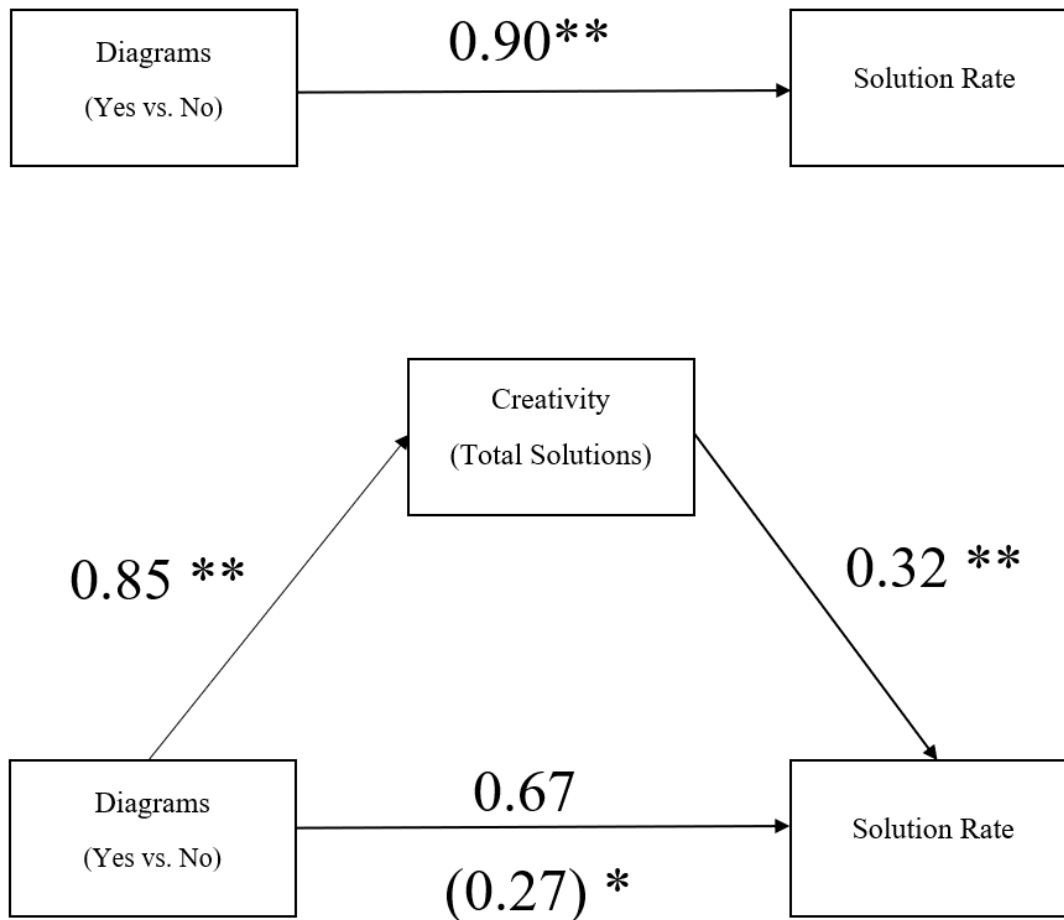 0.90**
Diagrams
(Yes vs. No)
Solution Rate
Creativity
(Total Solutions)
0.85 **
0.32 **
Diagrams
(Yes vs. No)
0.67
(0.27) *
Solution Rate